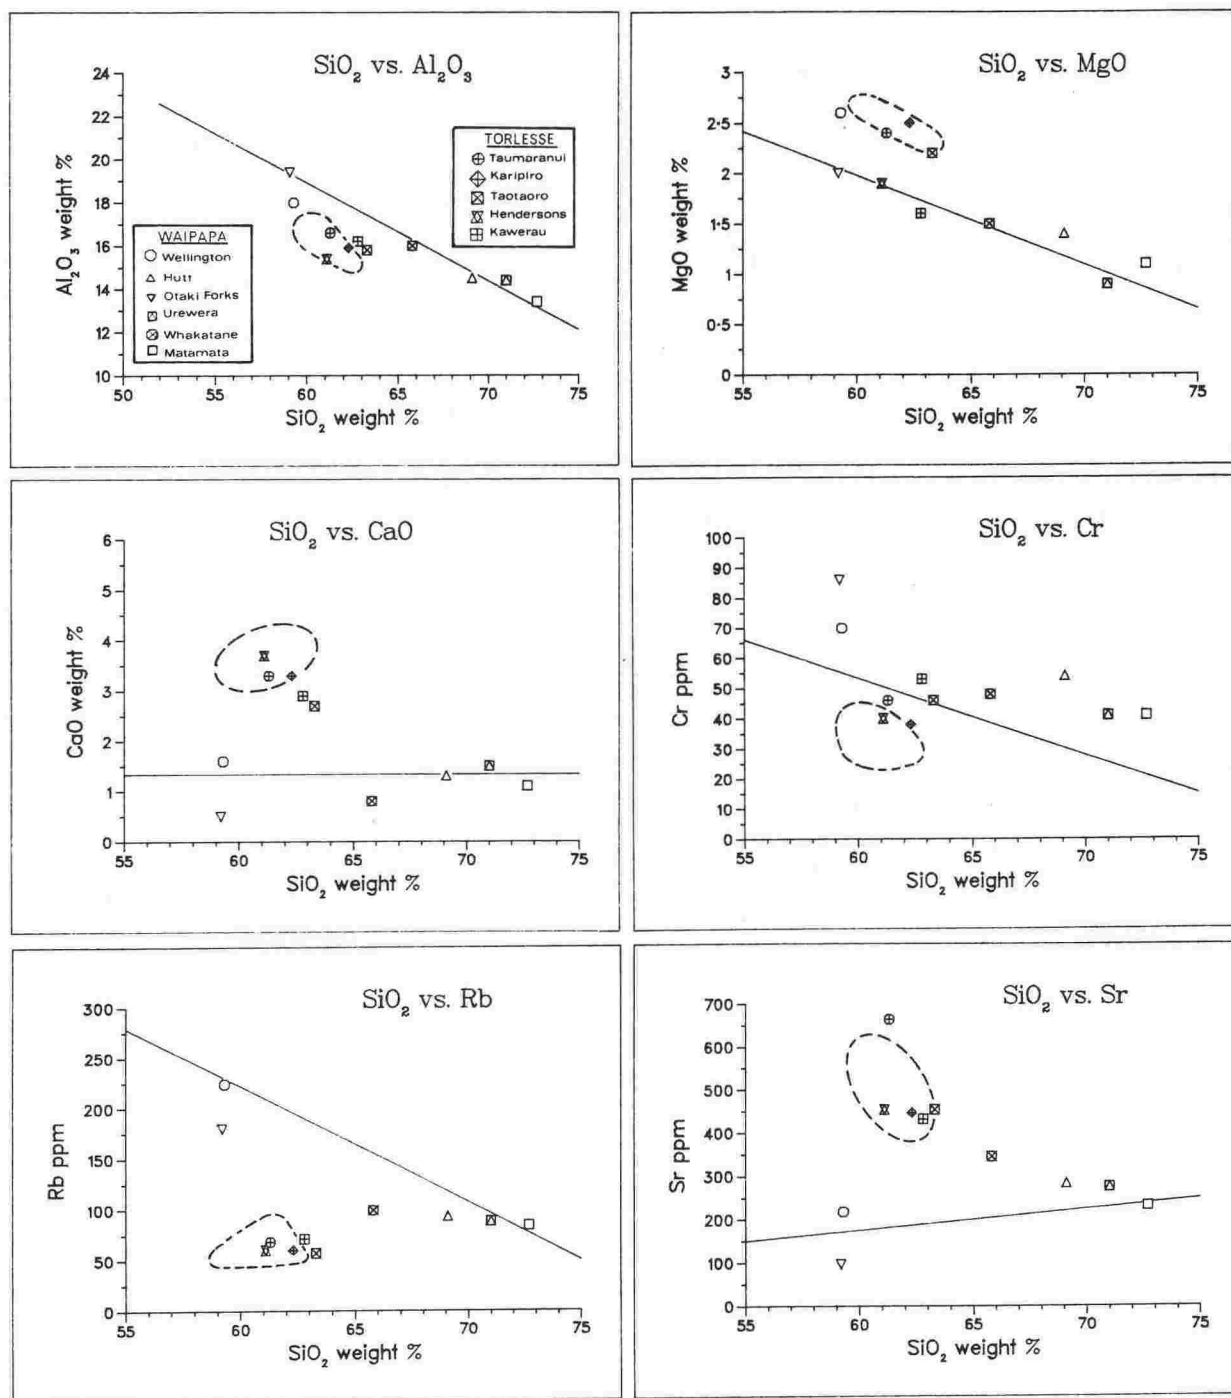 SiO₂ vs. Al₂O₃
24
22
20
18
16
14
12
10
Al₂O₃ weight %
WAIPAPA
Wellington
Hutt
Otaki Forks
Urewera
Whakatane
Matamata
TORLESSE
Taumaranui
Karipiro
Taotaoro
Hendersons
Kawerau
50 55 60 65 70 75
SiO₂ weight %
SiO₂ vs. MgO
3
2·5
2
1·5
1
0·5
0
MgO weight %
55 60 65 70 75
SiO₂ weight %
SiO₂ vs. CaO
6
5
4
3
2
1
0
CaO weight %
55 60 65 70 75
SiO₂ weight %
SiO₂ vs. Cr
100
90
80
70
60
50
40
30
20
10
0
Cr ppm
55 60 65 70 75
SiO₂ weight %
SiO₂ vs. Rb
300
250
200
150
100
50
0
Rb ppm
55 60 65 70 75
SiO₂ weight %
SiO₂ vs. Sr
700
600
500
400
300
200
100
0
Sr ppm
55 60 65 70 75
SiO₂ weight %